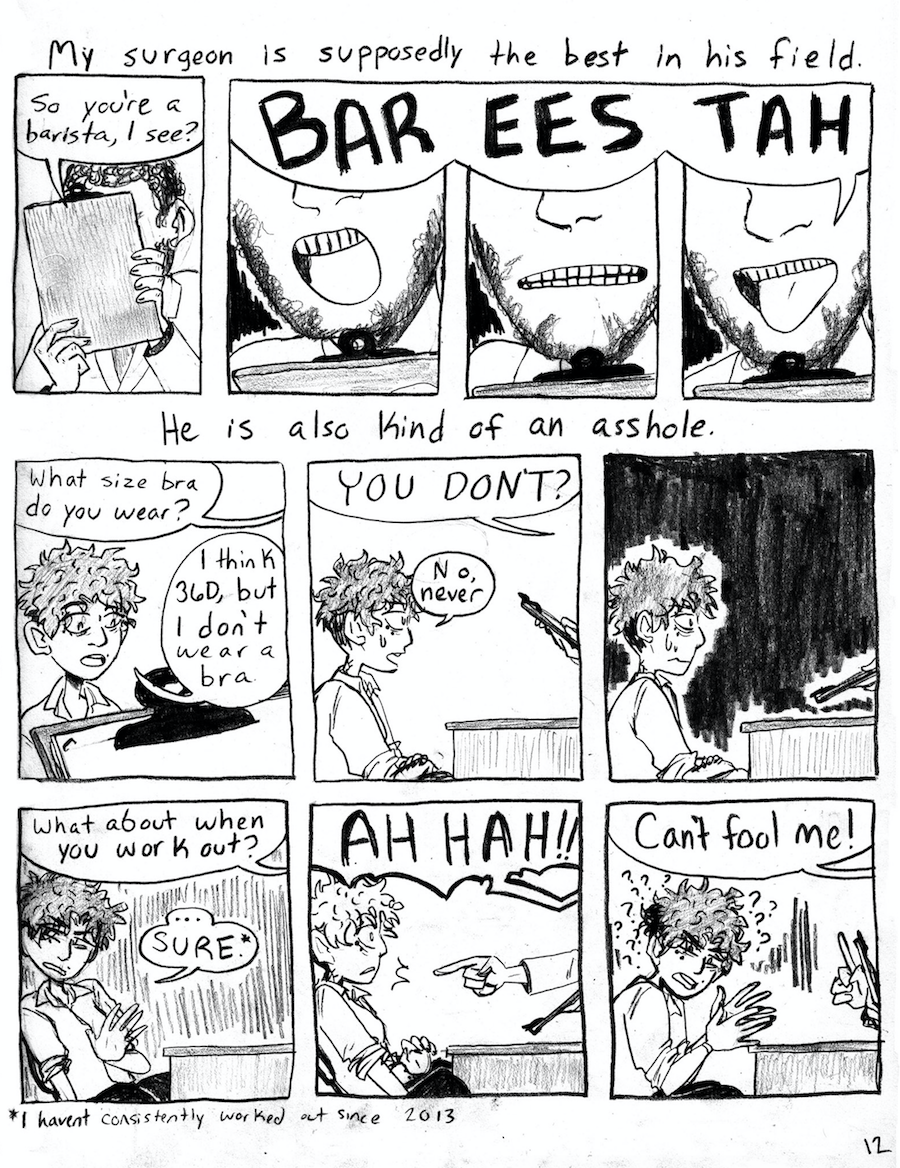 My surgeon is supposedly the best in his field.
So you're a
barista, I see?
BAR EES TAH
He is also kind of an asshole.
What size bra
do you wear?
I think
36D, but
I don't
wear a
bra.
YOU DON'T?
No,
never
What about when
you work out?
...
SURE.*
AH HAH!!
Can't fool me!
? ? ? ? ? ? ? ? ? ? ? ?
*I havent consistently worked out since 2013
12